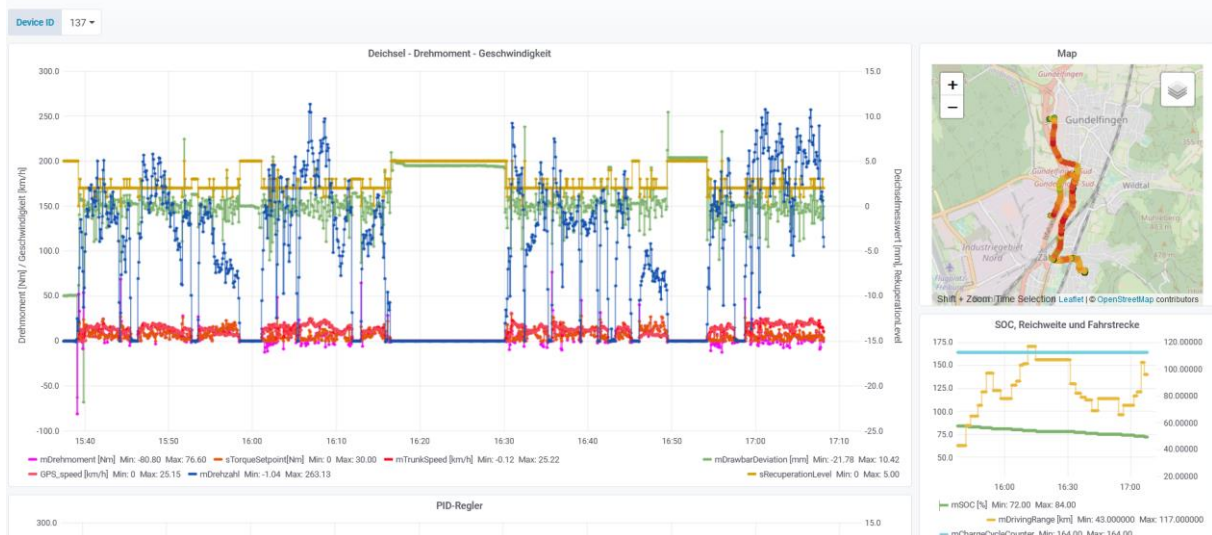 Device ID 137
Deichsel - Drehmoment - Geschwindigkeit
300.0 15.0
250.0 10.0
200.0 5.0
150.0 0
100.0 -5.0
50.0 -10.0
0 -15.0
-50.0 -20.0
-100.0 -25.0
Drehmoment [Nm] / Geschwindigkeit [km/h]
Deichselmesswert [mm], RekuperationLevel
15:40 15:50 16:00 16:10 16:20 16:30 16:40 16:50 17:00 17:10
mDrehmoment [Nm] Min: -80.80 Max: 76.60 sTorqueSetpoint[Nm] Min: 0 Max: 30.00 mTrunkSpeed [km/h] Min: -0.12 Max: 25.22 mDrawbarDeviation [mm] Min: -21.78 Max: 10.42
GPS_speed [km/h] Min: 0 Max: 25.15 mDrehzahl Min: -1.04 Max: 263.13 sRecuperationLevel Min: 0 Max: 5.00
PID-Regler
300.0 15.0
Map
+
−
Gundelfingen
Gundelfingen
Wildtal
Industriegebiet
Nord
Shift + Zoom: Time Selection Leaflet | © OpenStreetMap contributors
SOC, Reichweite und Fahrstrecke
175.0 120.00000
150.0 100.00000
125.0 80.00000
100.0 60.00000
75.0 40.00000
50.0 20.00000
16:00 16:30 17:00
mSOC [%] Min: 72.00 Max: 84.00
mDrivingRange [km] Min: 43.000000 Max: 117.000000
mChargeCycleCounter Min: 164.00 Max: 164.00